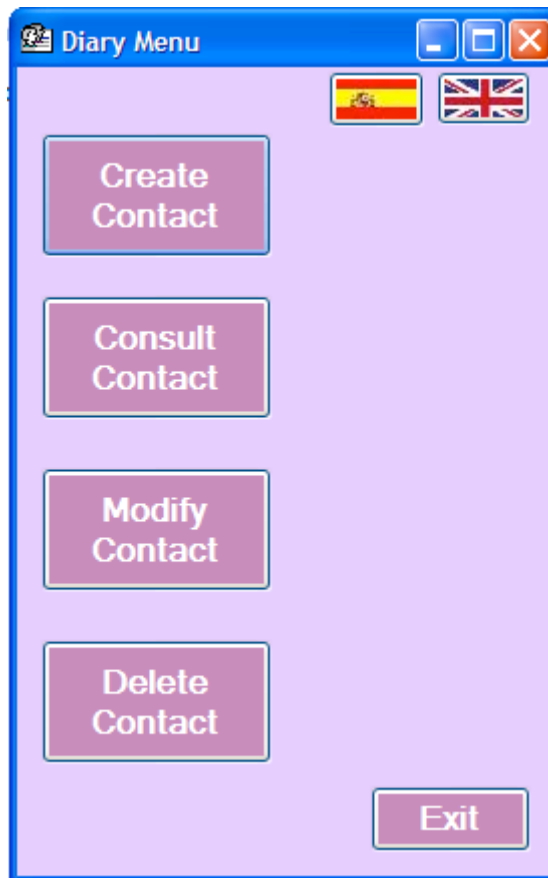 Diary Menu
Create
Contact
Consult
Contact
Modify
Contact
Delete
Contact
Exit